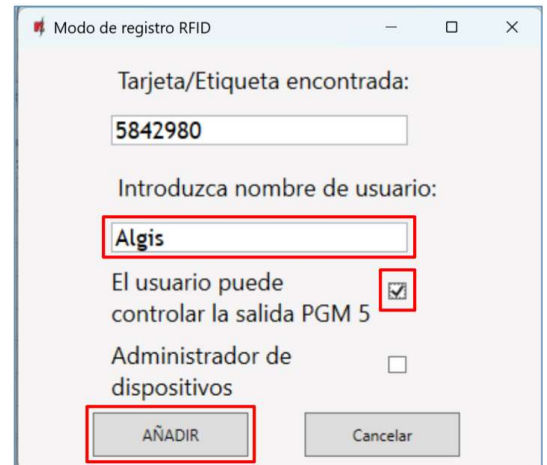 Modo de registro RFID
Tarjeta/Etiqueta encontrada:
5842980
Introduzca nombre de usuario:
Algis
El usuario puede
controlar la salida PGM 5
Administrador de
dispositivos
AÑADIR
Cancelar